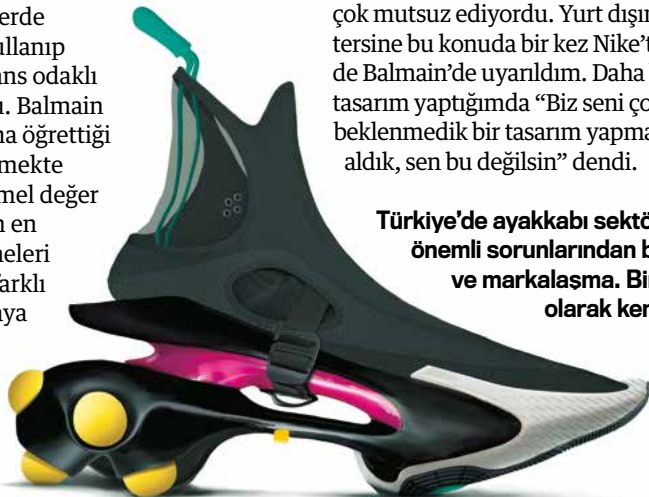 erde
ullanıp
ans odaklı
u. Balmain
na öğrettiği
mekte
mel değer
n en
neleri
farklı
aya
çok mutsuz ediyordu. Yurt dışın
tersine bu konuda bir kez Nike’t
de Balmain’de uyarıldım. Daha
tasarım yaptığımda “Biz seni ço
beklenmedik bir tasarım yapma
aldık, sen bu değilsin” dendi.
Türkiye’de ayakkabı sektö
önemli sorunlarından b
ve markalaşma. Bir
olarak ker